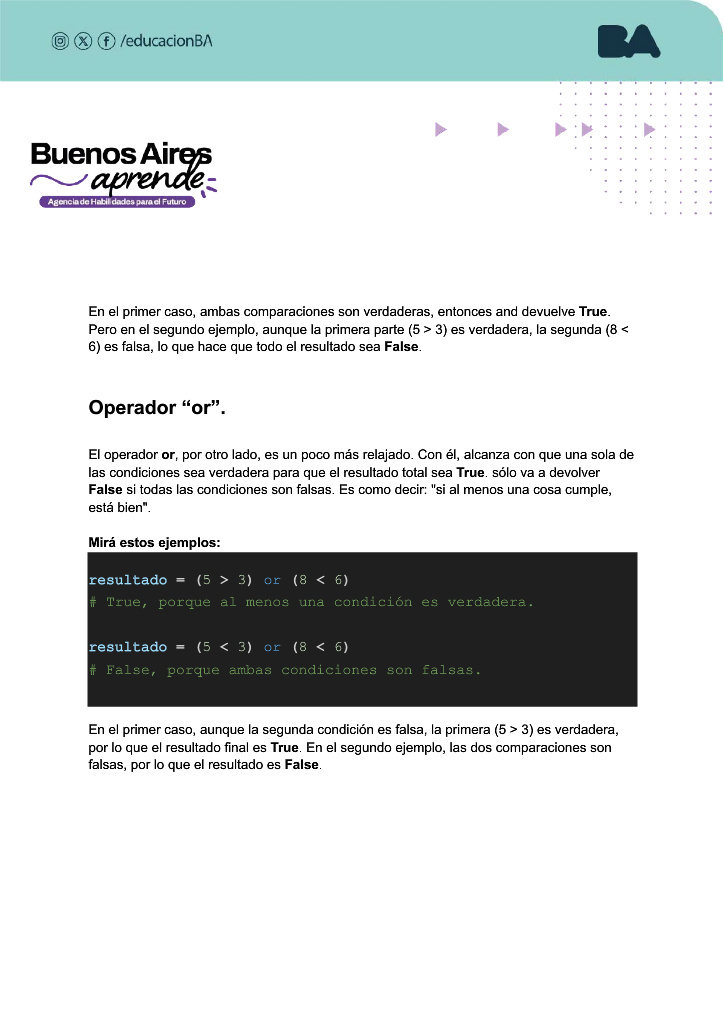 /educacionBA
BA
Buenos Aires
aprende
Agencia de Habilidades para el Futuro
En el primer caso, ambas comparaciones son verdaderas, entonces and devuelve True.
Pero en el segundo ejemplo, aunque la primera parte (5 > 3) es verdadera, la segunda (8 <
6) es falsa, lo que hace que todo el resultado sea False.
Operador “or”.
El operador or, por otro lado, es un poco más relajado. Con él, alcanza con que una sola de
las condiciones sea verdadera para que el resultado total sea True. sólo va a devolver
False si todas las condiciones son falsas. Es como decir: "si al menos una cosa cumple,
está bien".
Mirá estos ejemplos:
resultado = (5 > 3) or (8 < 6)
# True, porque al menos una condición es verdadera.
resultado = (5 < 3) or (8 < 6)
# False, porque ambas condiciones son falsas.
En el primer caso, aunque la segunda condición es falsa, la primera (5 > 3) es verdadera,
por lo que el resultado final es True. En el segundo ejemplo, las dos comparaciones son
falsas, por lo que el resultado es False.